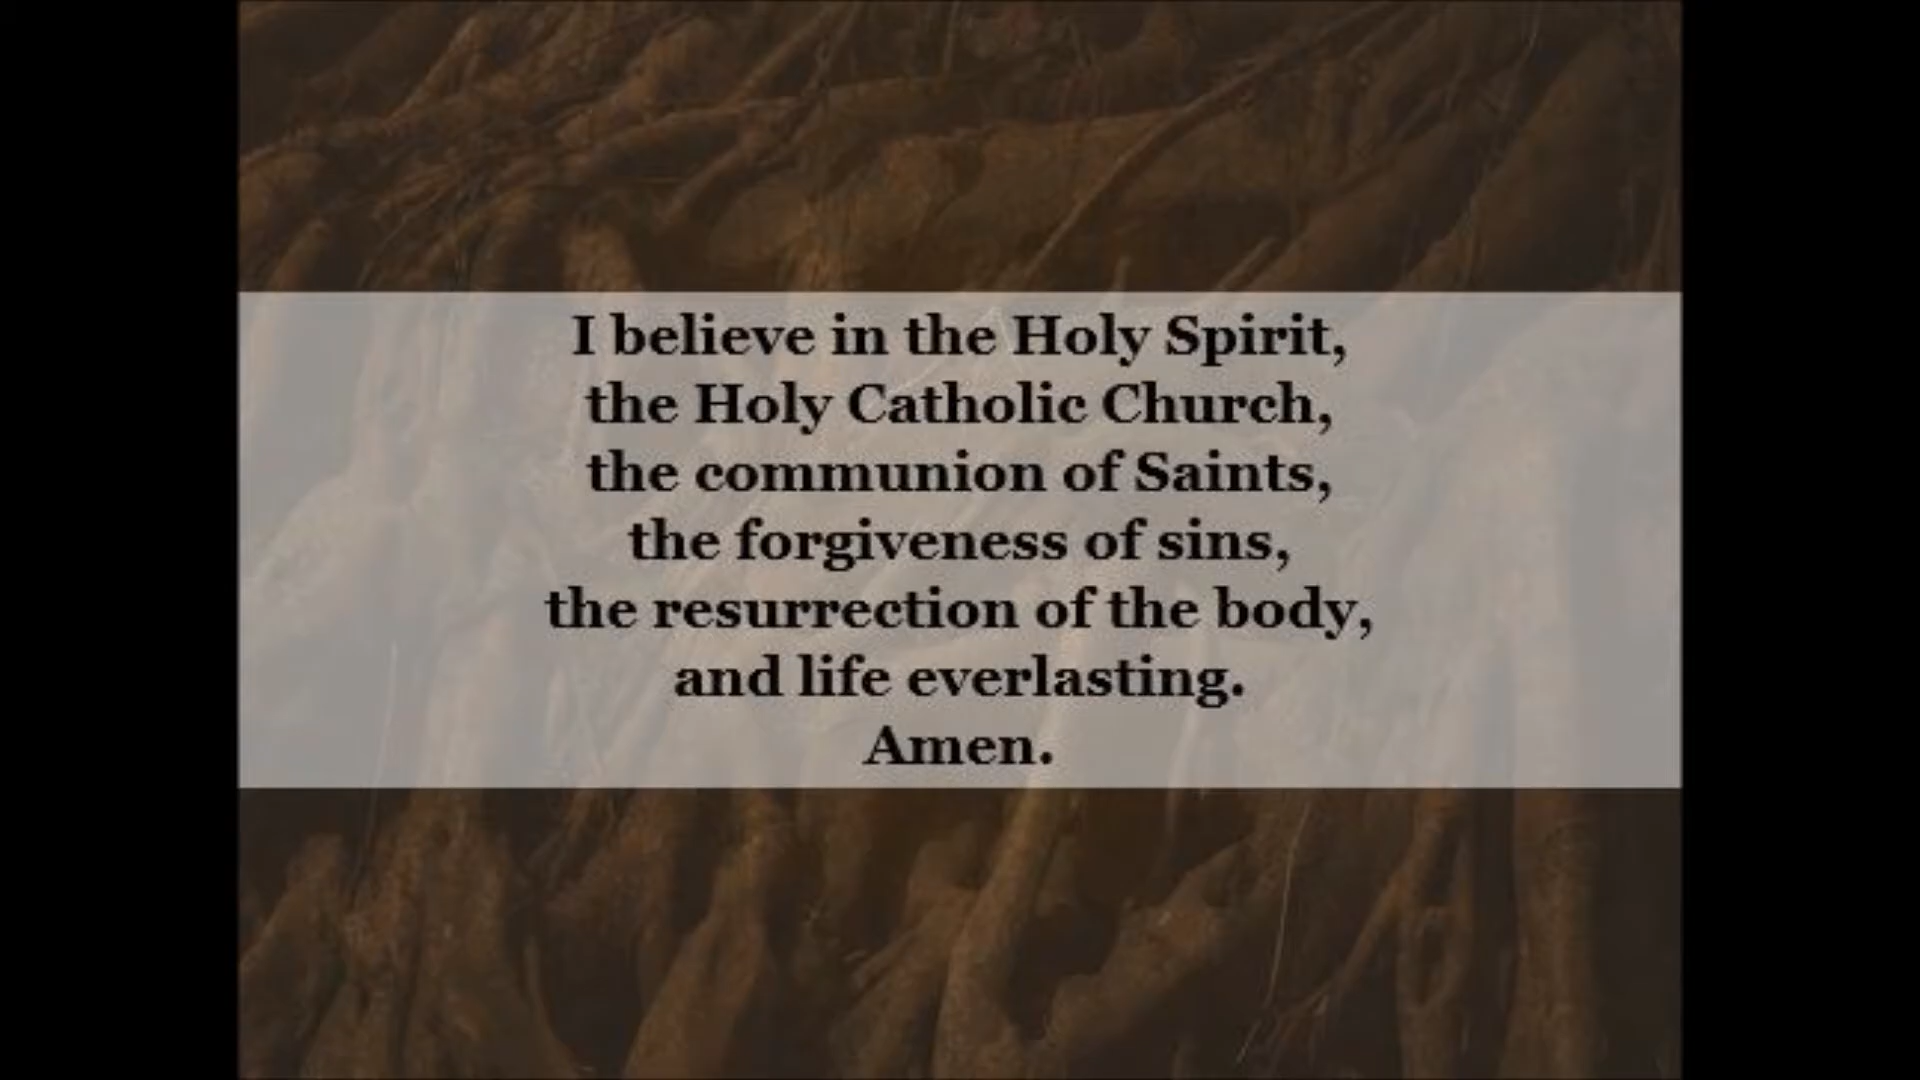 I believe in the Holy Spirit,
the Holy Catholic Church,
the communion of Saints,
the forgiveness of sins,
the resurrection of the body,
and life everlasting.
Amen.